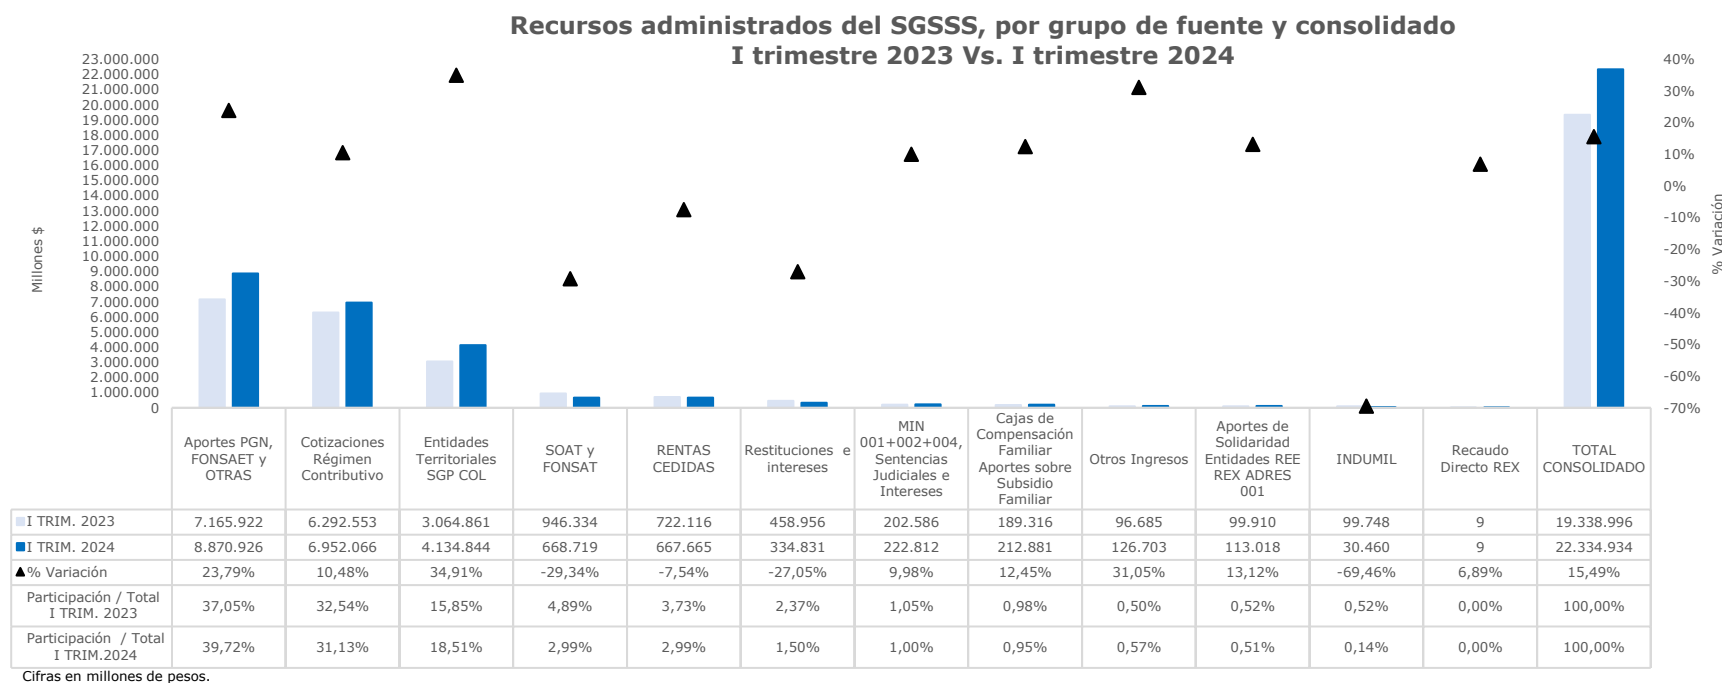 Recursos administrados del SGSSS, por grupo de fuente y consolidado
I trimestre 2023 Vs. I trimestre 2024
Millones $
23.000.000
22.000.000
21.000.000
20.000.000
19.000.000
18.000.000
17.000.000
16.000.000
15.000.000
14.000.000
13.000.000
12.000.000
11.000.000
10.000.000
9.000.000
8.000.000
7.000.000
6.000.000
5.000.000
4.000.000
3.000.000
2.000.000
1.000.000
0
40%
30%
20%
10%
0%
-10%
-20%
-30%
-40%
-50%
-60%
-70%
% Variación
Aportes PGN,
FONSAET y
OTRAS
Cotizaciones
Régimen
Contributivo
Entidades
Territoriales
SGP COL
SOAT y
FONSAT
RENTAS
CEDIDAS
Restituciones e
intereses
MIN
001+002+004,
Sentencias
Judiciales e
Intereses
Cajas de
Compensación
Familiar
Aportes sobre
Subsidio
Familiar
Otros Ingresos
Aportes de
Solidaridad
Entidades REE
REX ADRES
001
INDUMIL
Recaudo
Directo REX
TOTAL
CONSOLIDADO
I TRIM. 2023 7.165.922 6.292.553 3.064.861 946.334 722.116 458.956 202.586 189.316 96.685 99.910 99.748 9 19.338.996
I TRIM. 2024 8.870.926 6.952.066 4.134.844 668.719 667.665 334.831 222.812 212.881 126.703 113.018 30.460 9 22.334.934
% Variación 23,79% 10,48% 34,91% -29,34% -7,54% -27,05% 9,98% 12,45% 31,05% 13,12% -69,46% 6,89% 15,49%
Participación / Total
I TRIM. 2023 37,05% 32,54% 15,85% 4,89% 3,73% 2,37% 1,05% 0,98% 0,50% 0,52% 0,52% 0,00% 100,00%
Participación / Total
I TRIM.2024 39,72% 31,13% 18,51% 2,99% 2,99% 1,50% 1,00% 0,95% 0,57% 0,51% 0,14% 0,00% 100,00%
Cifras en millones de pesos.